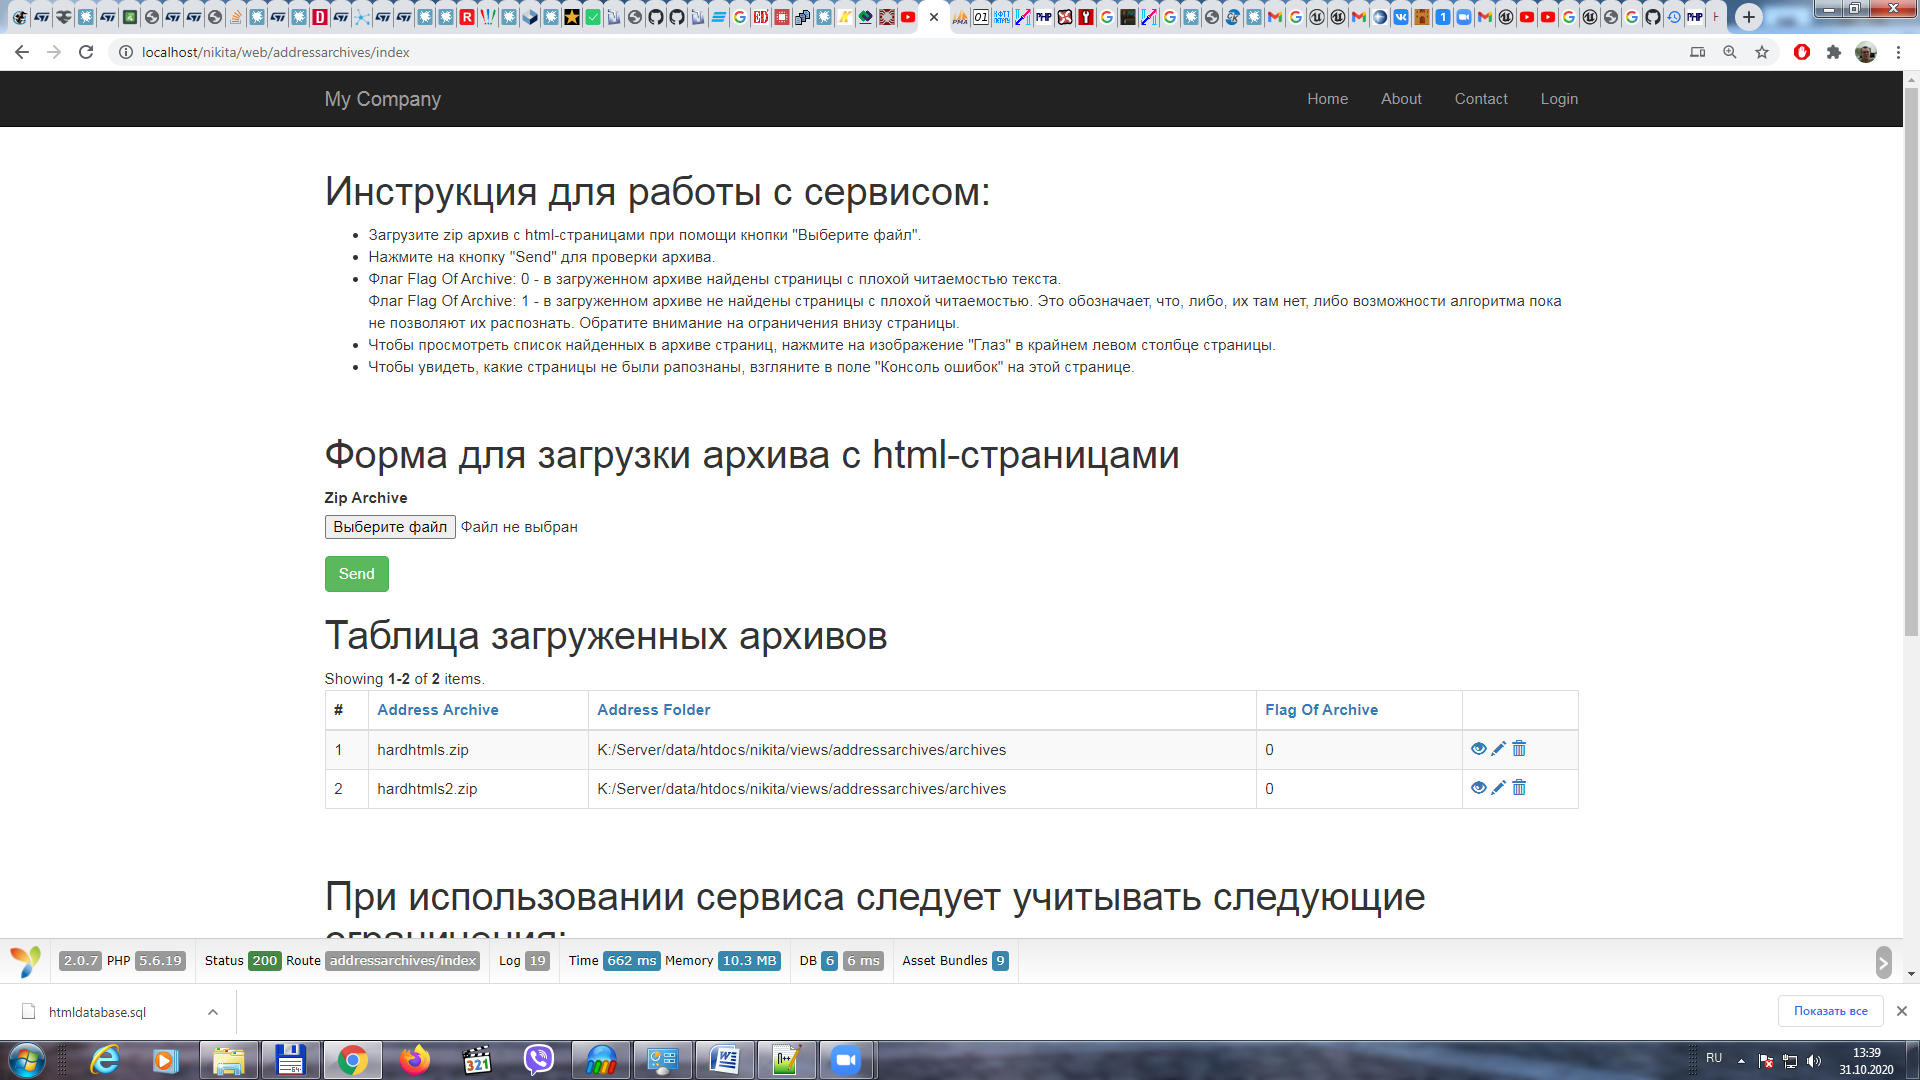 localhost/nikita/web/addressarchives/index
My Company
Home
About
Contact
Login
Инструкция для работы с сервисом:
Загрузите zip архив с html-страницами при помощи кнопки "Выберите файл".
Нажмите на кнопку "Send" для проверки архива.
Флаг Flag Of Archive: 0 - в загруженном архиве найдены страницы с плохой читаемостью текста.
Флаг Flag Of Archive: 1 - в загруженном архиве не найдены страницы с плохой читаемостью. Это обозначает, что, либо, их там нет, либо возможности алгоритма пока
не позволяют их распознать. Обратите внимание на ограничения внизу страницы.
Чтобы просмотреть список найденных в архиве страниц, нажмите на изображение "Глаз" в крайнем левом столбце страницы.
Чтобы увидеть, какие страницы не были рапознаны, взгляните в поле "Консоль ошибок" на этой странице.
Форма для загрузки архива с html-страницами
Zip Archive
Выберите файл Файл не выбран
Send
Таблица загруженных архивов
Showing 1-2 of 2 items.
# Address Archive Address Folder Flag Of Archive
1 hardhtmls.zip K:/Server/data/htdocs/nikita/views/addressarchives/archives 0
2 hardhtmls2.zip K:/Server/data/htdocs/nikita/views/addressarchives/archives 0
При использовании сервиса следует учитывать следующие
ограничения:
2.0.7 PHP 5.6.19 Status 200 Route addressarchives/index Log 19 Time 662 ms Memory 10.3 MB DB 6 6 ms Asset Bundles 9
htmldatabase.sql
Показать все
RU
13:39
31.10.2020